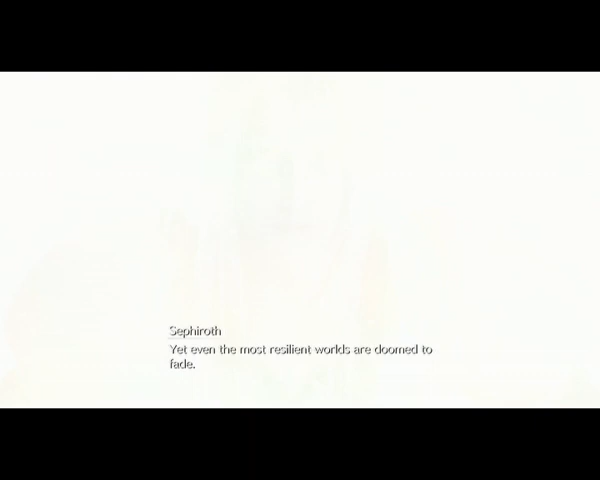 Sephiroth
Yet even the most resilient worlds are doomed to
fade.